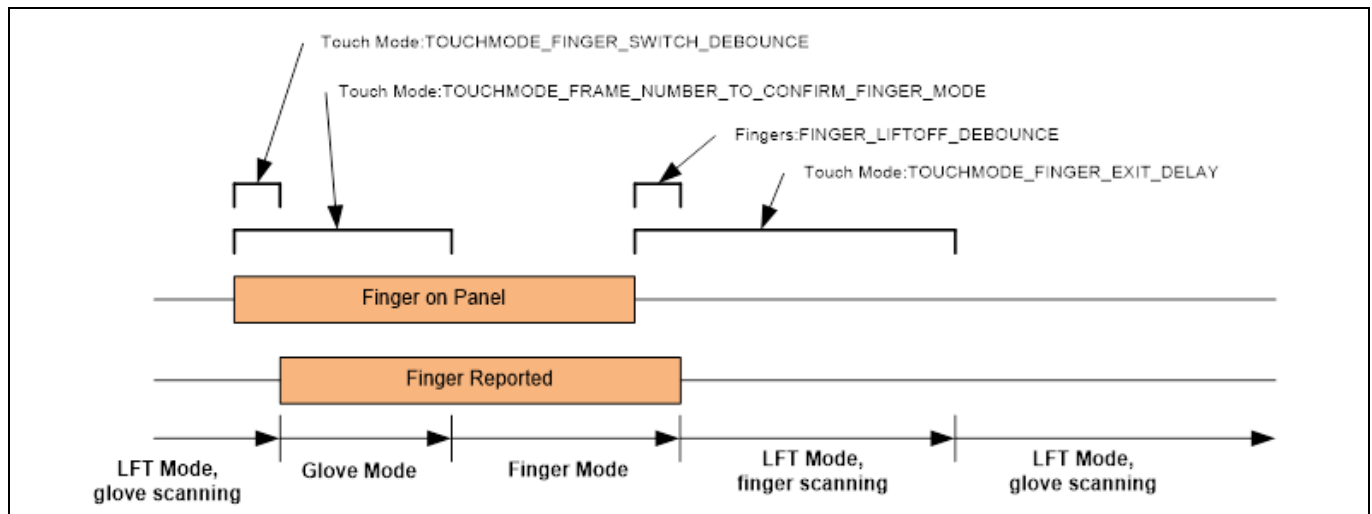 Touch Mode:TOUCHMODE_FINGER_SWITCH_DEBOUNCE
Touch Mode:TOUCHMODE_FRAME_NUMBER_TO_CONFIRM_FINGER_MODE
Fingers:FINGER_LIFTOFF_DEBOUNCE
Touch Mode:TOUCHMODE_FINGER_EXIT_DELAY
Finger on Panel
Finger Reported
LFT Mode,
glove scanning
Glove Mode
Finger Mode
LFT Mode,
finger scanning
LFT Mode,
glove scanning